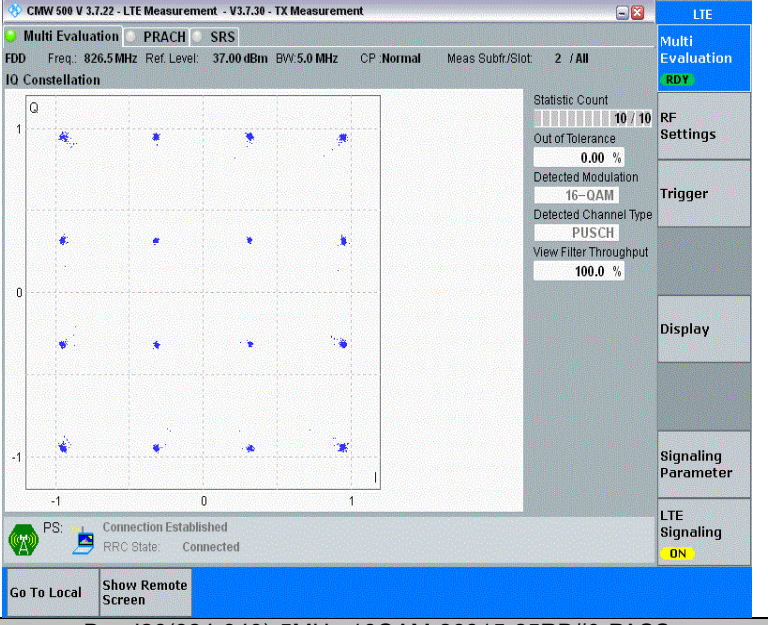 CMW 500 V 3.7.22 - LTE Measurement - V3.7.30 - TX Measurement
LTE
Multi Evaluation PRACH SRS
FDD Freq.: 826.5 MHz Ref. Level: 37.00 dBm BW: 5.0 MHz CP :Normal Meas Subfr./Slot: 2 / All
IQ Constellation
Q
1
0
-1
I
-1 0 1
Statistic Count
10 / 10
Out of Tolerance
0.00 %
Detected Modulation
16-QAM
Detected Channel Type
PUSCH
View Filter Throughput
100.0 %
Multi
Evaluation
RDY
RF
Settings
Trigger
Display
Signaling
Parameter
LTE
Signaling
ON
PS: Connection Established
RRC State: Connected
Go To Local
Show Remote
Screen